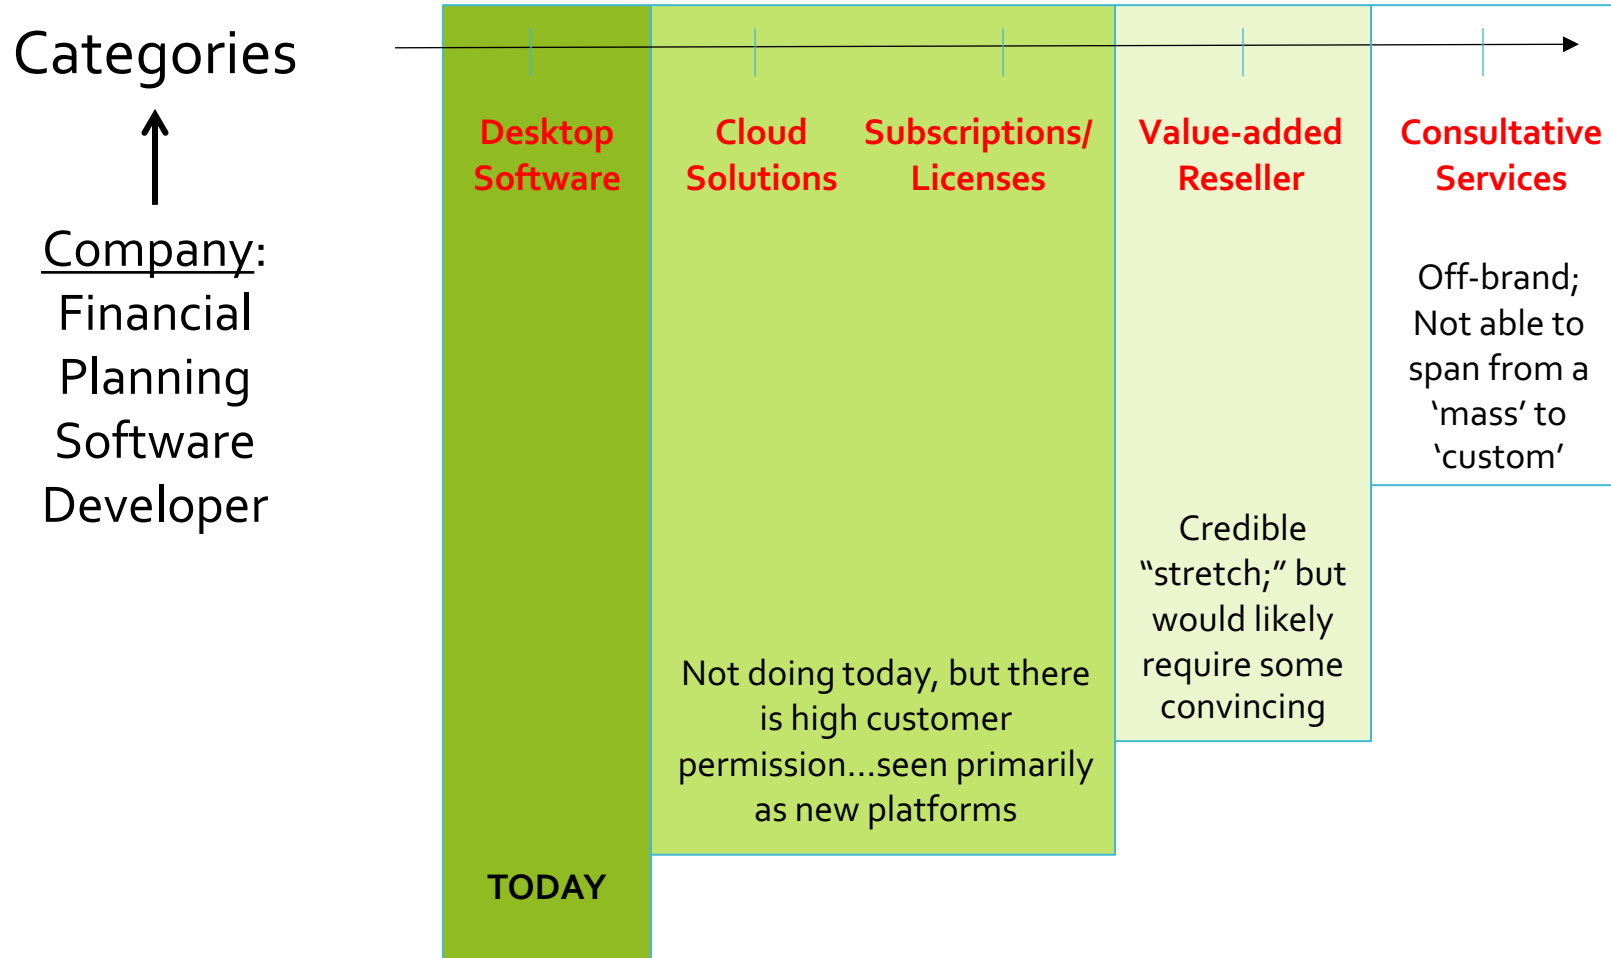 Categories
Company:
Financial
Planning
Software
Developer
Desktop
Software
TODAY
Cloud
Solutions
Subscriptions/
Licenses
Not doing today, but there
is high customer
permission...seen primarily
as new platforms
Value-added
Reseller
Credible
“stretch;” but
would likely
require some
convincing
Consultative
Services
Off-brand;
Not able to
span from a
‘mass’ to
‘custom’